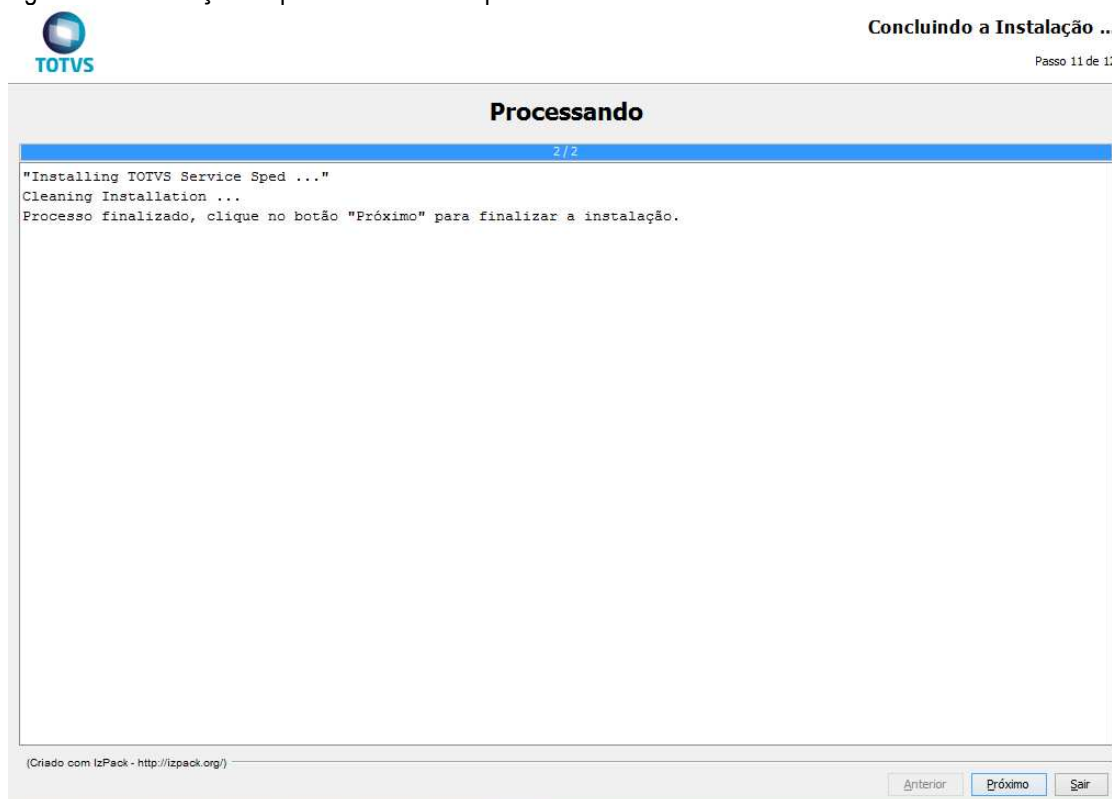 TOTVS
Concluindo a Instalação ...
Passo 11 de 12
Processando
2 / 2
"Installing TOTVS Service Sped ..."
Cleaning Installation ...
Processo finalizado, clique no botão "Próximo" para finalizar a instalação.
(Criado com IzPack - http://izpack.org/)
Anterior Próximo Sair